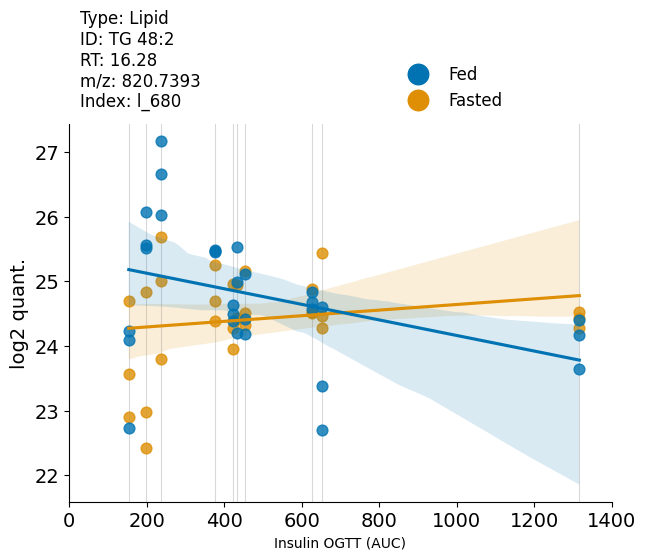 Type: Lipid
ID: TG 48:2
RT: 16.28
m/z: 820.7393
Index: l_680
Fed
Fasted
27
26
25
24
23
22
log2 quant.
0 200 400 600 800 1000 1200 1400
Insulin OGTT (AUC)